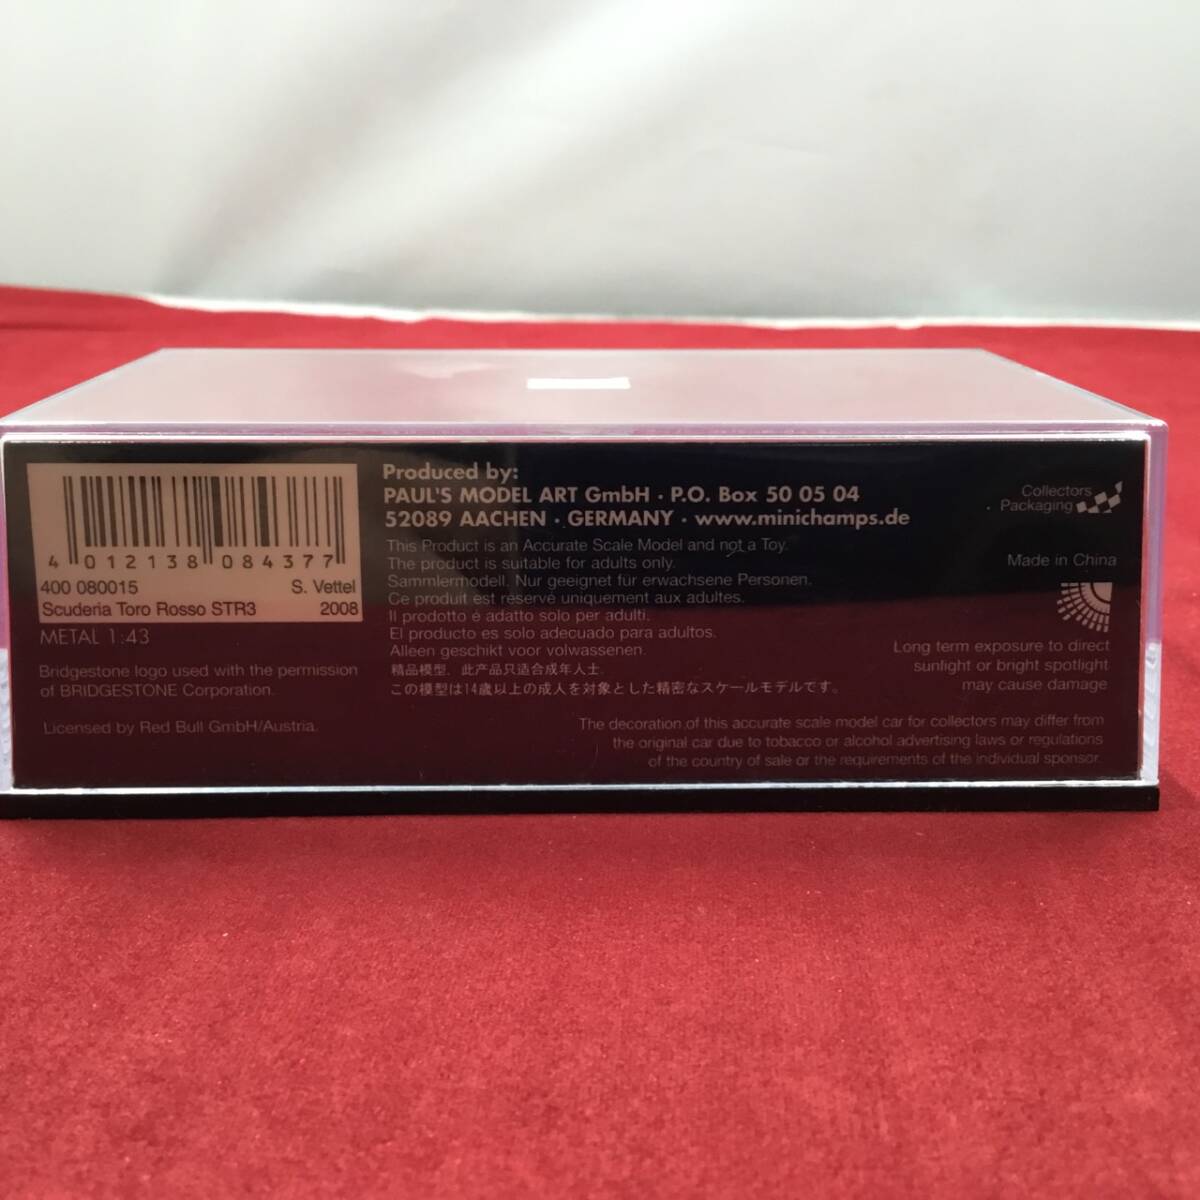 4 012138 084377
400 080015 S. Vettel
Scuderia Toro Rosso STR3 2008
METAL 1:43
Bridgestone logo used with the permission
of BRIDGESTONE Corporation.
Licensed by Red Bull GmbH/Austria.
Produced by:
PAUL'S MODEL ART GmbH · P.O. Box 50 05 04
52089 AACHEN · GERMANY · www.minichamps.de
This Product is an Accurate Scale Model and not a Toy.
The product is suitable for adults only.
Sammlermodell. Nur geeignet für erwachsene Personen.
Ce produit est réservé uniquement aux adultes.
Il prodotto è adatto solo per adulti.
El producto es solo adecuado para adultos.
Alleen geschikt voor volwassenen.
精品模型，此产品只适合成年人士.
この模型は14歳以上の成人を対象とした精密なスケールモデルです。
Collectors
Packaging
Made in China
Long term exposure to direct
sunlight or bright spotlight
may cause damage
The decoration of this accurate scale model car for collectors may differ from
the original car due to tobacco or alcohol advertising laws or regulations
of the country of sale or the requirements of the individual sponsor.